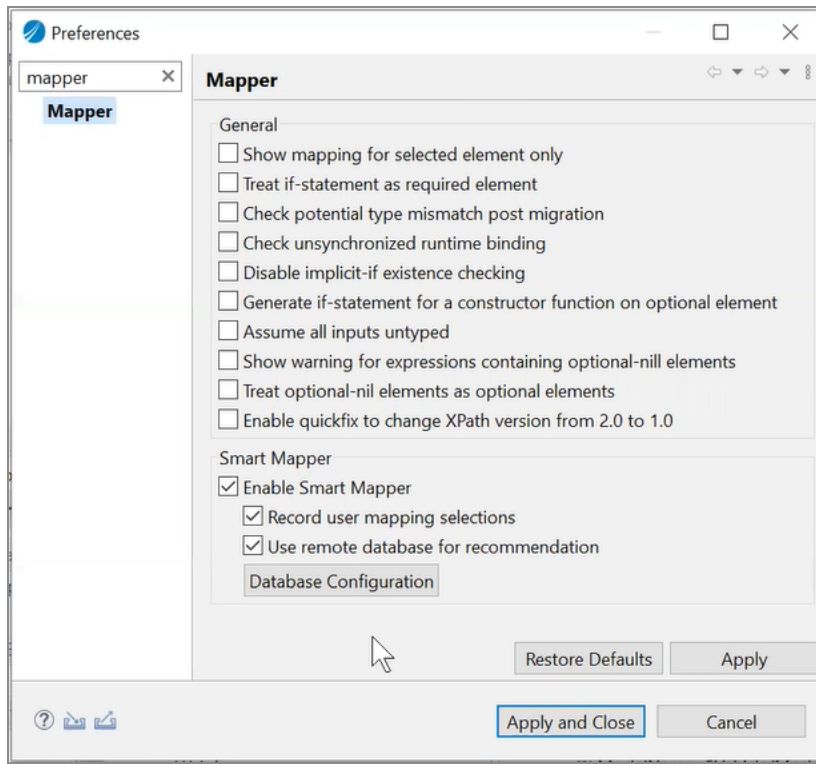 Preferences
mapper
Mapper
Mapper
General
Show mapping for selected element only
Treat if-statement as required element
Check potential type mismatch post migration
Check unsynchronized runtime binding
Disable implicit-if existence checking
Generate if-statement for a constructor function on optional element
Assume all inputs untyped
Show warning for expressions containing optional-nill elements
Treat optional-nil elements as optional elements
Enable quickfix to change XPath version from 2.0 to 1.0
Smart Mapper
Enable Smart Mapper
Record user mapping selections
Use remote database for recommendation
Database Configuration
Restore Defaults Apply
Apply and Close Cancel